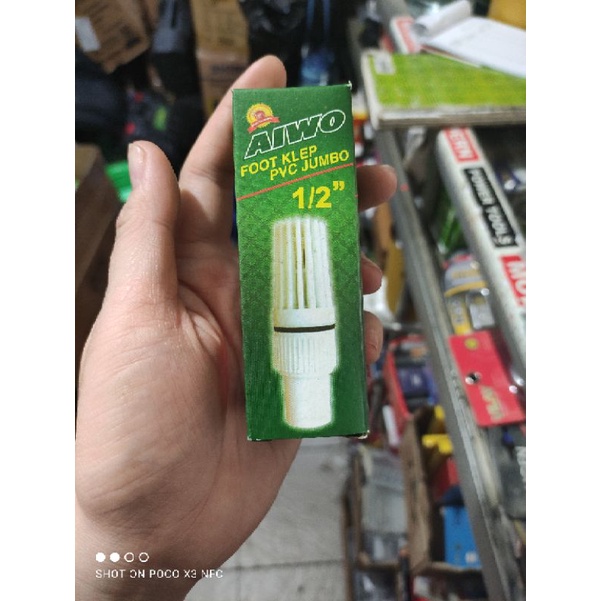 AIWO
FOOT KLEP
PVC JUMBO
1/2”
POWER TOOLS
SHOT ON POCO X3 NFC